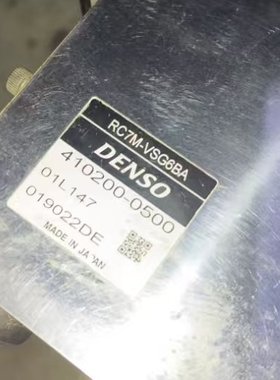 RC7M-VSG6BA
DENSO
410200-0500
01L147
019022DE
MADE IN JAPAN